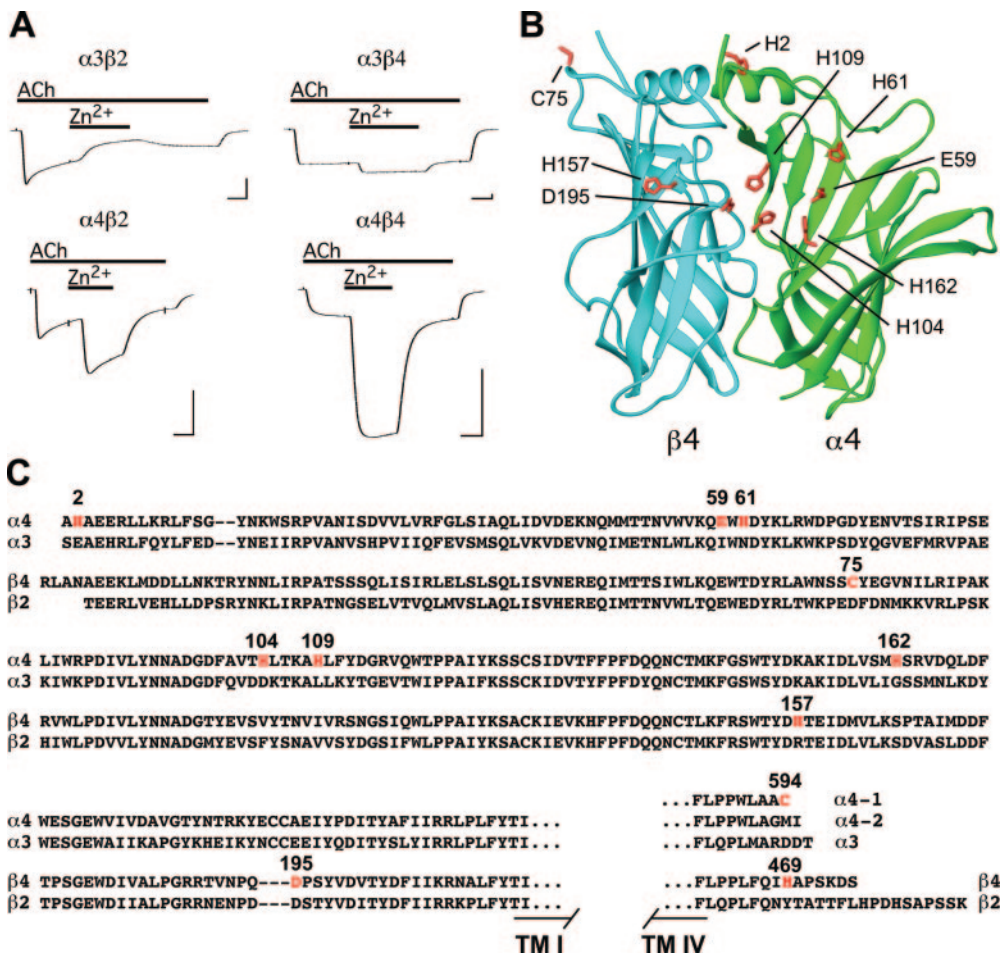 A
α3β2
ACh
Zn2+
α3β4
ACh
Zn2+
α4β2
ACh
Zn2+
α4β4
ACh
Zn2+
B
C75
H2
H109
H61
H157
E59
D195
H162
H104
β4
α4
C
2 59 61
α4 AHAEERLLKRLFSG--YNKWSRPVANISDVVLVRFGLSIAQLIDVDEKNQMMTTNVWVKQEWHDYKLRWDPGDYENVTSIRIPSE
α3 SEAEHRLFQYLFED--YNEIIRPVANVSHPVIIQFEVSMSQLVKVDEVNQIMETNLWLKQIWNDYKLKWKPSDYQGVEFMRVPAE
75
β4 RLANAEEKLMDDLLNKTRYNNLIRPATSSSQLISIRLELSLSQLISVNEREQIMTTSIWLKQEWTDYRLAWNSSCYEGVNILRIPAK
β2 TEERLVEHLLDPSRYNKLIRPATNGSELVTVQLMVSLAQLISVHEREQIMTTNVWLTQEWEDYRLTWKPEDFDNMKKVRLPSK
104 109 162
α4 LIWRPDIVLYNNADGDFAVTHLTKAHLFYDGRVQWTPPAIYKSSCSIDVTFFPFDQQNCTMKFGSWTYDKAKIDLVSMHSRVDQLDF
α3 KIWKPDIVLYNNADGDFQVDDKTKALLKYTGEVTWIPPAIFKSSCKIDVTYFPFDYQNCTMKFGSWSYDKAKIDLVLIGSSMNLKDY
157
β4 RVWLPDIVLYNNADGTYEVSVYTNVIVRSNGSIQWLPPAIYKSACKIEVKHFPFDQQNCTLKFRSWTYDHTEIDMVLKSPTAIMDDF
β2 HIWLPDVVLYNNADGMYEVSFYSNAVVSYDGSIFWLPPAIYKSACKIEVKHFPFDQQNCTMKFRSWTYDRTEIDLVLKSDVASLDDF
594
...FLPPWLAAC α4-1
α4 WESGEWVIVDAVGTYNTRKYECCAEIYPDITYAFIIRRLPLFYTI... ...FLPPWLAGMI α4-2
α3 WESGEWAIIKAPGYKHEIKYNCCEEIYQDITYSLYIRRLPLFYTI... ...FLQPLMARDDT α3
195 469
β4 TPSGEWDIVALPGRRTVNPQ---DPSYVDVTYDFIIKRNALFYTI... ...FLPPLFQIHAPSKDS β4
β2 TPSGEWDIIALPGRRNENPD---DSTYVDITYDFIIRRKPLFYTI... ...FLQPLFQNYTATTFLHPDHSAPSSK β2
TM I TM IV